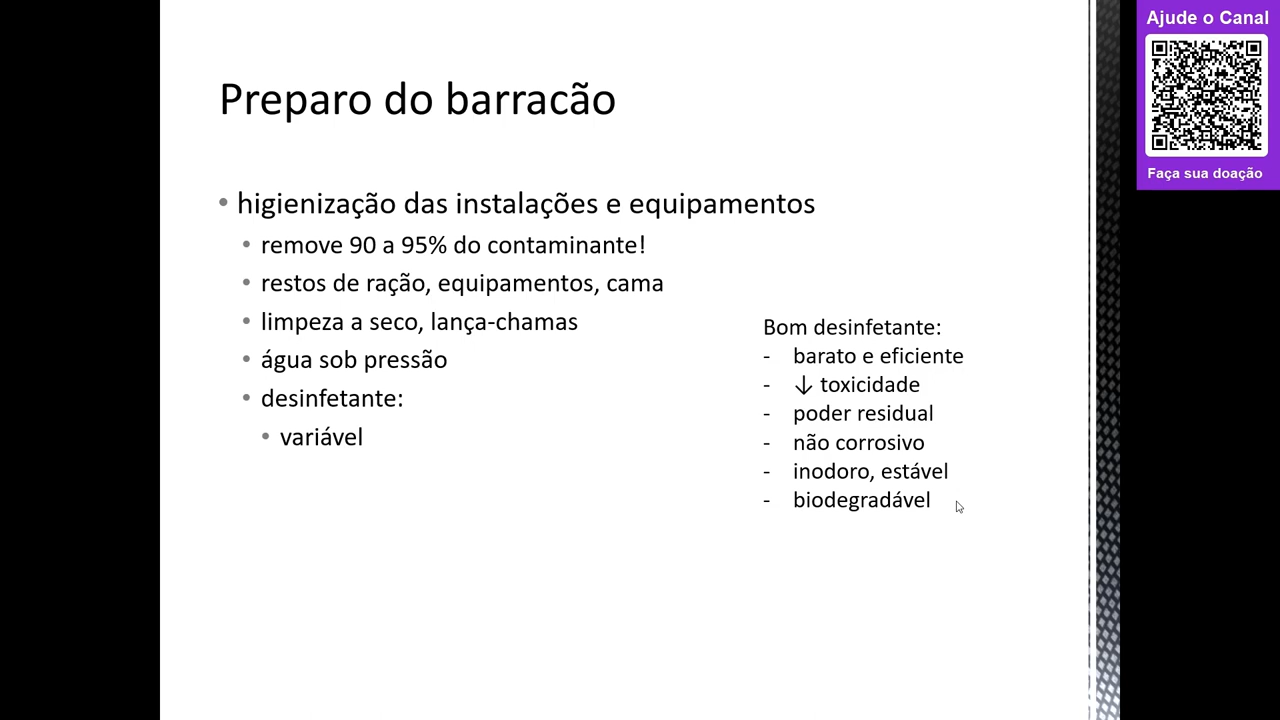 Ajude o Canal
Faça sua doação
Preparo do barracão
• higienização das instalações e equipamentos
• remove 90 a 95% do contaminante!
• restos de ração, equipamentos, cama
• limpeza a seco, lança-chamas
• água sob pressão
• desinfetante:
• variável
Bom desinfetante:
- barato e eficiente
- ↓ toxicidade
- poder residual
- não corrosivo
- inodoro, estável
- biodegradável